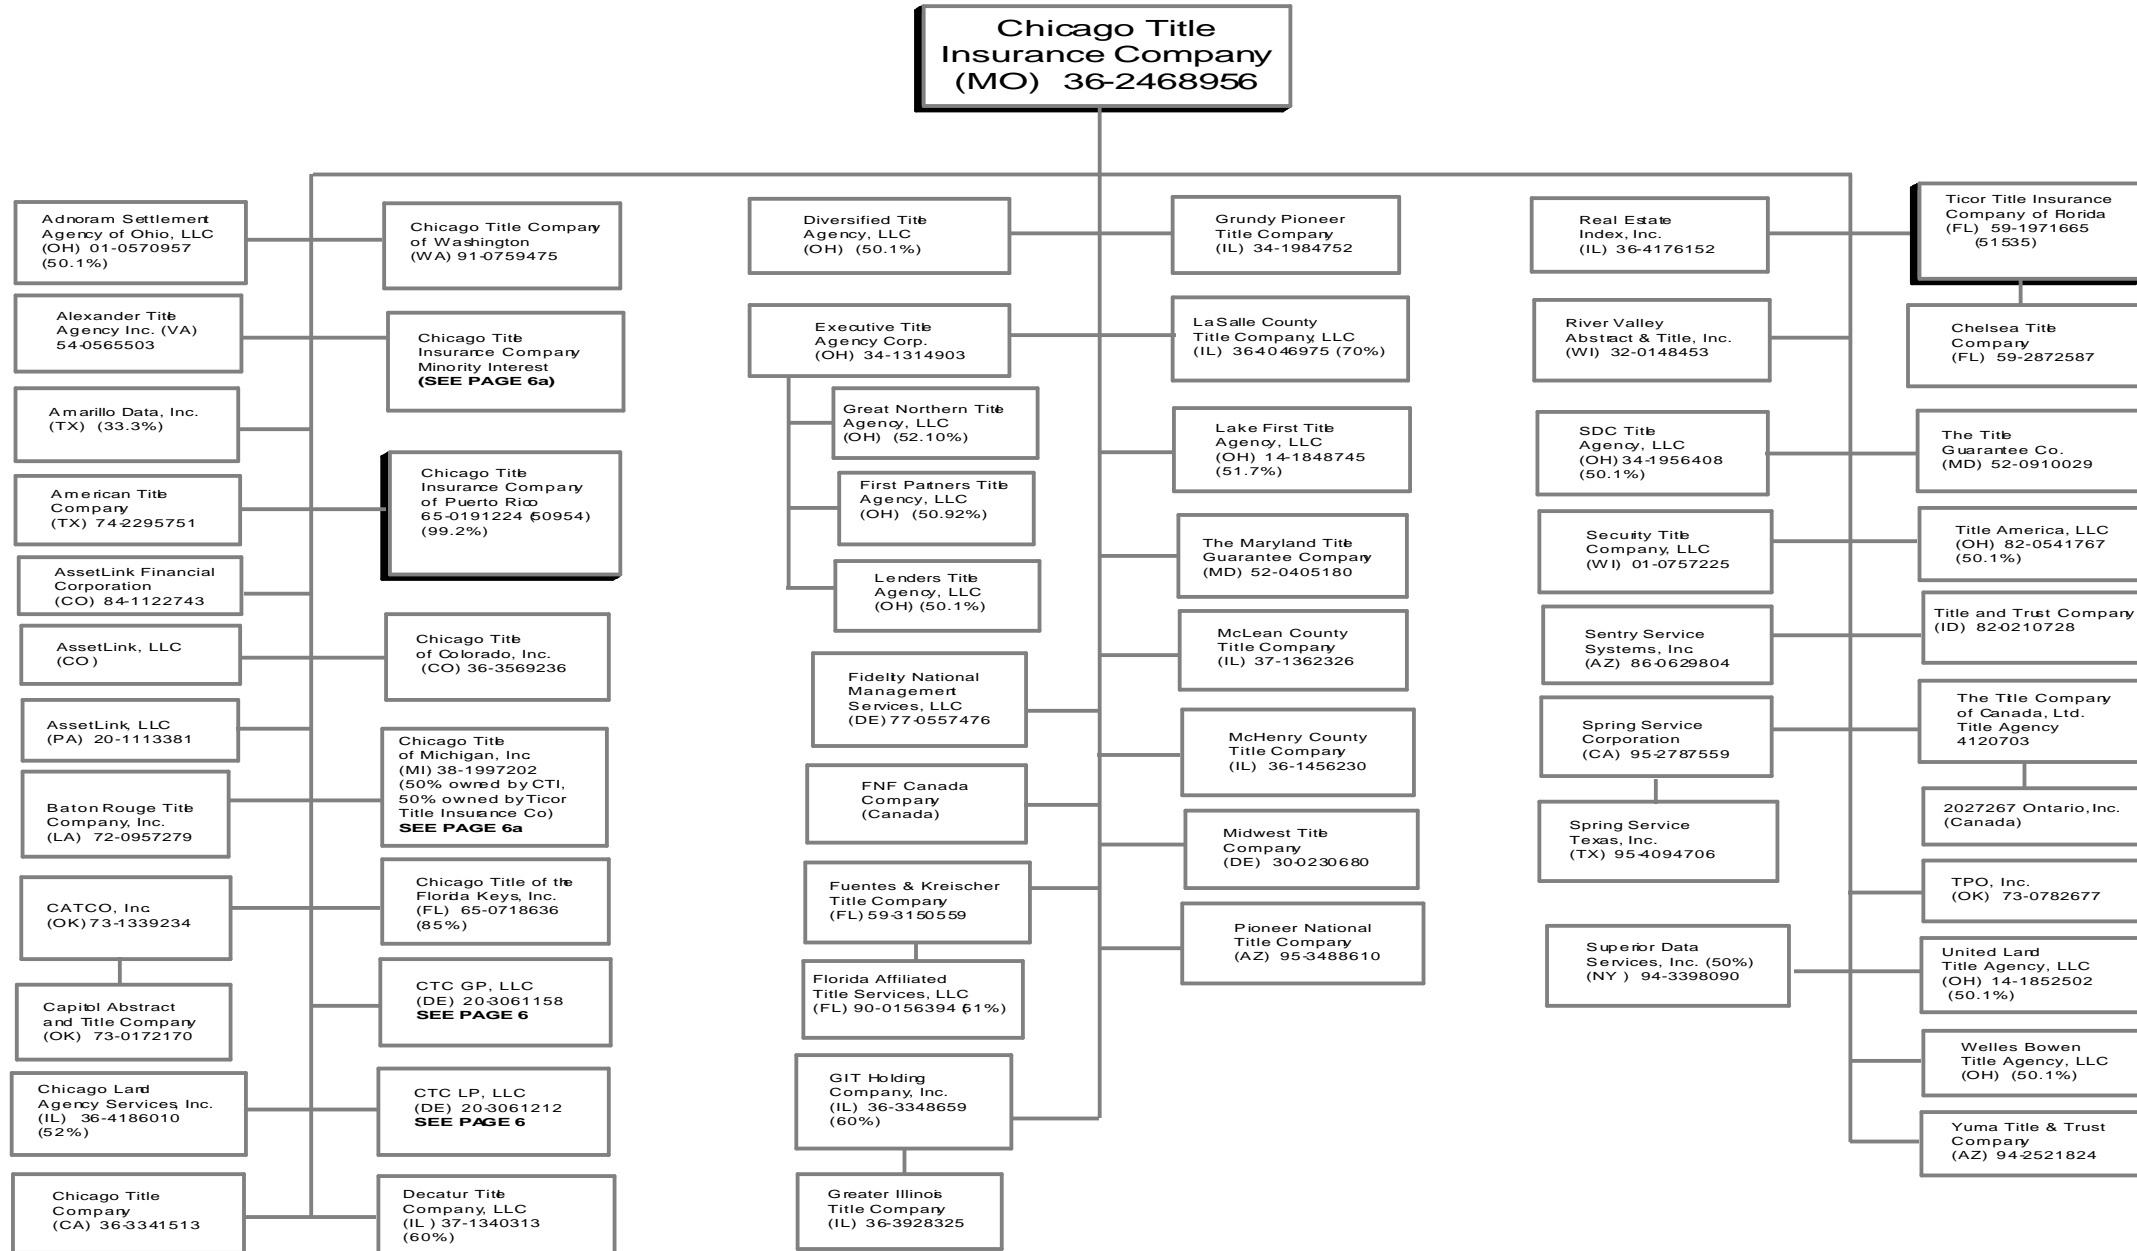 Chicago Title
Insurance Company
(MO) 36-2468956
Adnoram Settlement
Agency of Ohio, LLC
(OH) 01-0570957
(50.1%)
Alexander Title
Agency Inc. (VA)
54-0565503
Amarillo Data, Inc.
(TX) (33.3%)
American Title
Company
(TX) 74-2295751
AssetLink Financial
Corporation
(CO) 84-1122743
AssetLink, LLC
(CO)
AssetLink, LLC
(PA) 20-1113381
Baton Rouge Title
Company, Inc.
(LA) 72-0957279
CATCO, Inc.
(OK) 73-1339234
Capitol Abstract
and Title Company
(OK) 73-0172170
Chicago Land
Agency Services, Inc.
(IL) 36-4186010
(52%)
Chicago Title
Company
(CA) 36-3341513
Chicago Title Company
of Washington
(WA) 91-0759475
Chicago Title
Insurance Company
Minority Interest
(SEE PAGE 6a)
Chicago Title
Insurance Company
of Puerto Rico
65-0191224 (50954)
(99.2%)
Chicago Title
of Colorado, Inc.
(CO) 36-3569236
Chicago Title
of Michigan, Inc.
(MI) 38-1997202
(50% owned by CTI,
50% owned by Ticor
Title Insurance Co)
SEE PAGE 6a
Chicago Title of the
Florida Keys, Inc.
(FL) 65-0718636
(85%)
CTC GP, LLC
(DE) 20-3061158
SEE PAGE 6
CTC LP, LLC
(DE) 20-3061212
SEE PAGE 6
Decatur Title
Company, LLC
(IL ) 37-1340313
(60%)
Diversified Title
Agency, LLC
(OH) (50.1%)
Executive Title
Agency Corp.
(OH) 34-1314903
Great Northern Title
Agency, LLC
(OH) (52.10%)
First Partners Title
Agency, LLC
(OH) (50.92%)
Lenders Title
Agency, LLC
(OH) (50.1%)
Fidelity National
Management
Services, LLC
(DE) 77-0557476
FNF Canada
Company
(Canada)
Fuentes & Kreischer
Title Company
(FL) 59-3150559
Florida Affiliated
Title Services, LLC
(FL) 90-0156394 (51%)
GIT Holding
Company, Inc.
(IL) 36-3348659
(60%)
Greater Illinois
Title Company
(IL) 36-3928325
Grundy Pioneer
Title Company
(IL) 34-1984752
LaSalle County
Title Company, LLC
(IL) 364046975 (70%)
Lake First Title
Agency, LLC
(OH) 14-1848745
(51.7%)
The Maryland Title
Guarantee Company
(MD) 52-0405180
McLean County
Title Company
(IL) 37-1362326
McHenry County
Title Company
(IL) 36-1456230
Midwest Title
Company
(DE) 30-0230680
Pioneer National
Title Company
(AZ) 95-3488610
Real Estate
Index, Inc.
(IL) 36-4176152
River Valley
Abstract & Title, Inc.
(WI) 32-0148453
SDC Title
Agency, LLC
(OH) 34-1956408
(50.1%)
Security Title
Company, LLC
(WI) 01-0757225
Sentry Service
Systems, Inc.
(AZ) 86-0629804
Spring Service
Corporation
(CA) 95-2787559
Spring Service
Texas, Inc.
(TX) 95-4094706
Superior Data
Services, Inc. (50%)
(NY ) 94-3398090
Ticor Title Insurance
Company of Florida
(FL) 59-1971665
(51535)
Chelsea Title
Company
(FL) 59-2872587
The Title
Guarantee Co.
(MD) 52-0910029
Title America, LLC
(OH) 82-0541767
(50.1%)
Title and Trust Company
(ID) 82-0210728
The Title Company
of Canada, Ltd.
Title Agency
4120703
2027267 Ontario, Inc.
(Canada)
TPO, Inc.
(OK) 73-0782677
United Land
Title Agency, LLC
(OH) 14-1852502
(50.1%)
Welles Bowen
Title Agency, LLC
(OH) (50.1%)
Yuma Title & Trust
Company
(AZ) 94-2521824